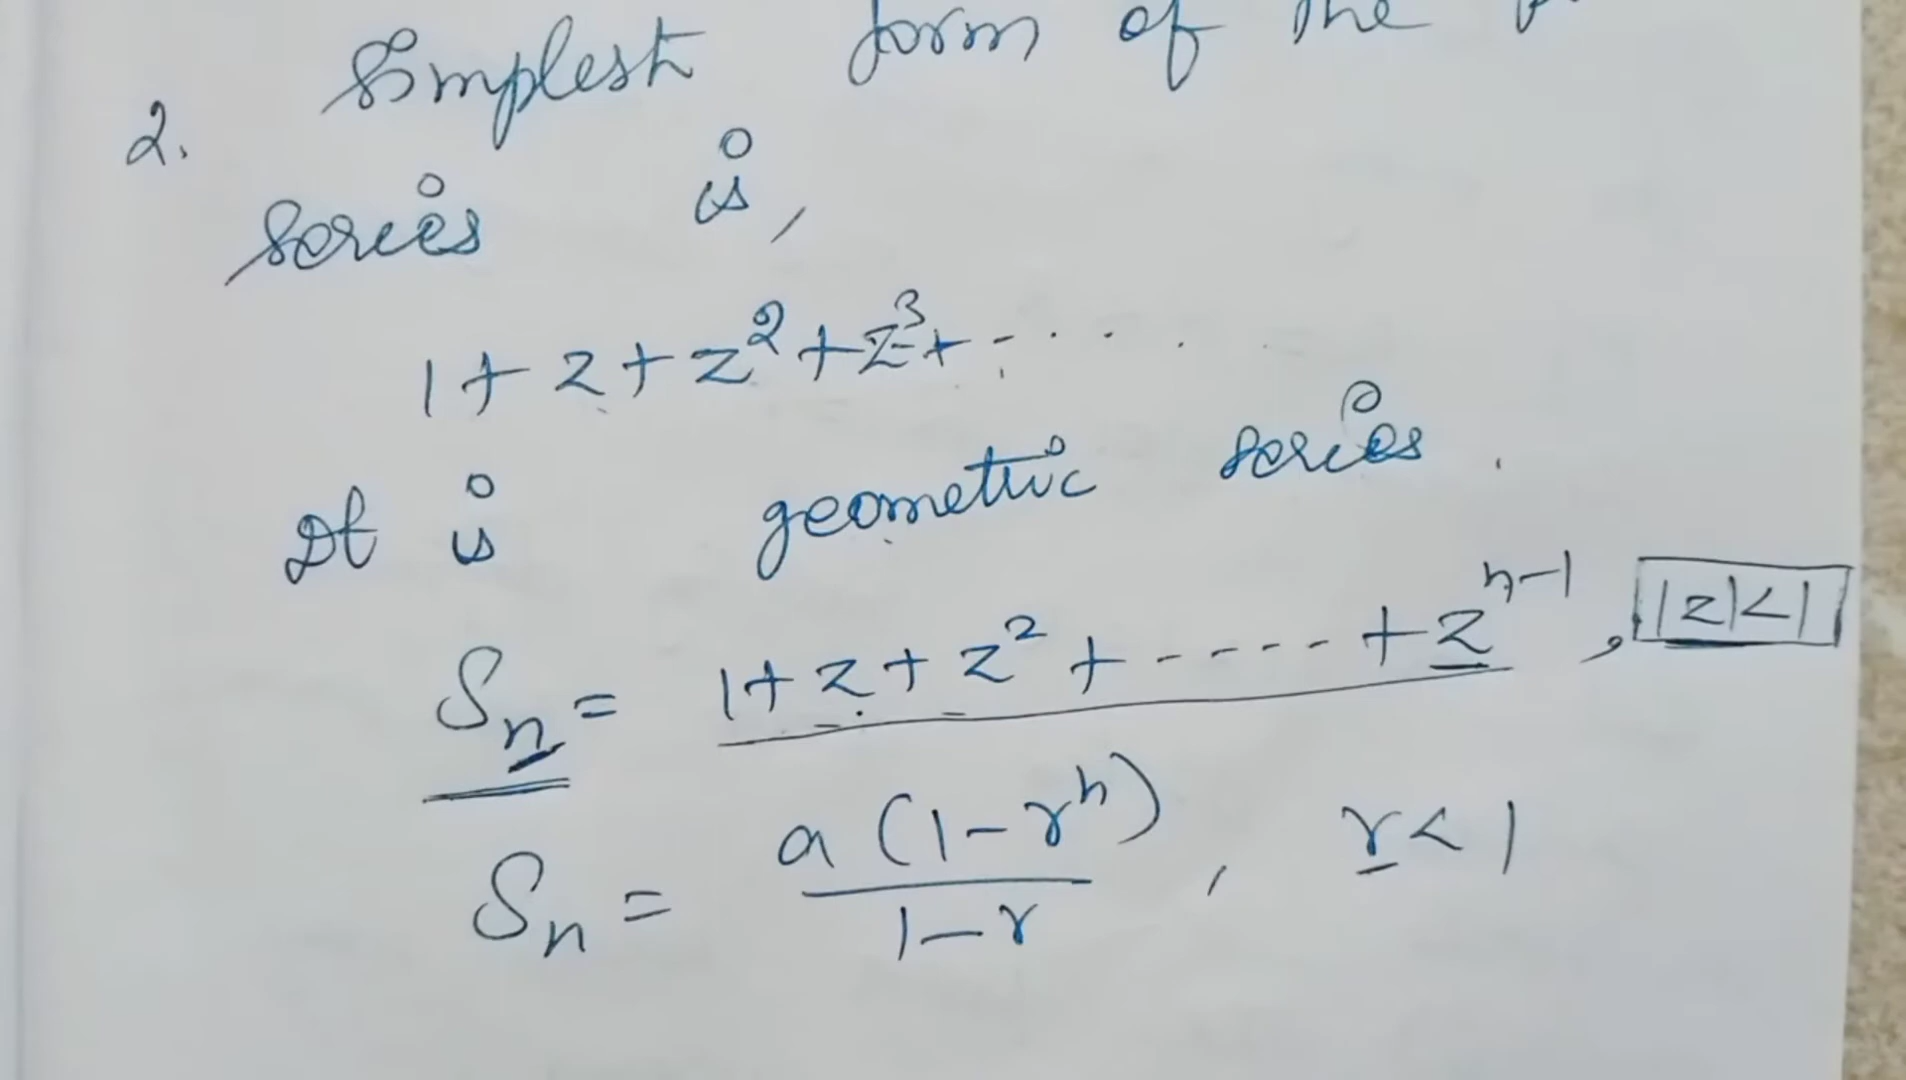 2. Simplest form of the
series is,
1 + z + z² + z³ + - . . .
It is geometric series.
Sₙ = 1 + z + z² + ----- + zⁿ⁻¹, |z| < 1
Sₙ = a(1 - rⁿ) / 1 - r, r < 1